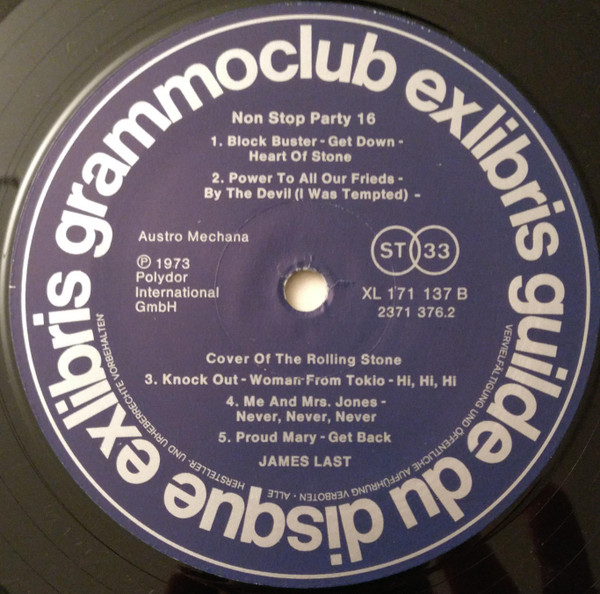 exlibris grammoclub exlibris guilde du disque
Non Stop Party 16
1. Block Buster - Get Down -
Heart Of Stone
2. Power To All Our Frieds -
By The Devil (I Was Tempted) -
Austro Mechana
ST 33
Ⓟ 1973
Polydor
International
GmbH
XL 171 137 B
2371 376.2
Cover Of The Rolling Stone
3. Knock Out - Woman From Tokio - Hi, Hi, Hi
4. Me And Mrs. Jones -
Never, Never, Never
5. Proud Mary - Get Back
JAMES LAST
ALLE HERSTELLER- UND URHEBERRECHTE VORBEHALTEN
VERVIELFÄLTIGUNG UND ÖFFENTLICHE AUFFÜHRUNG VERBOTEN •